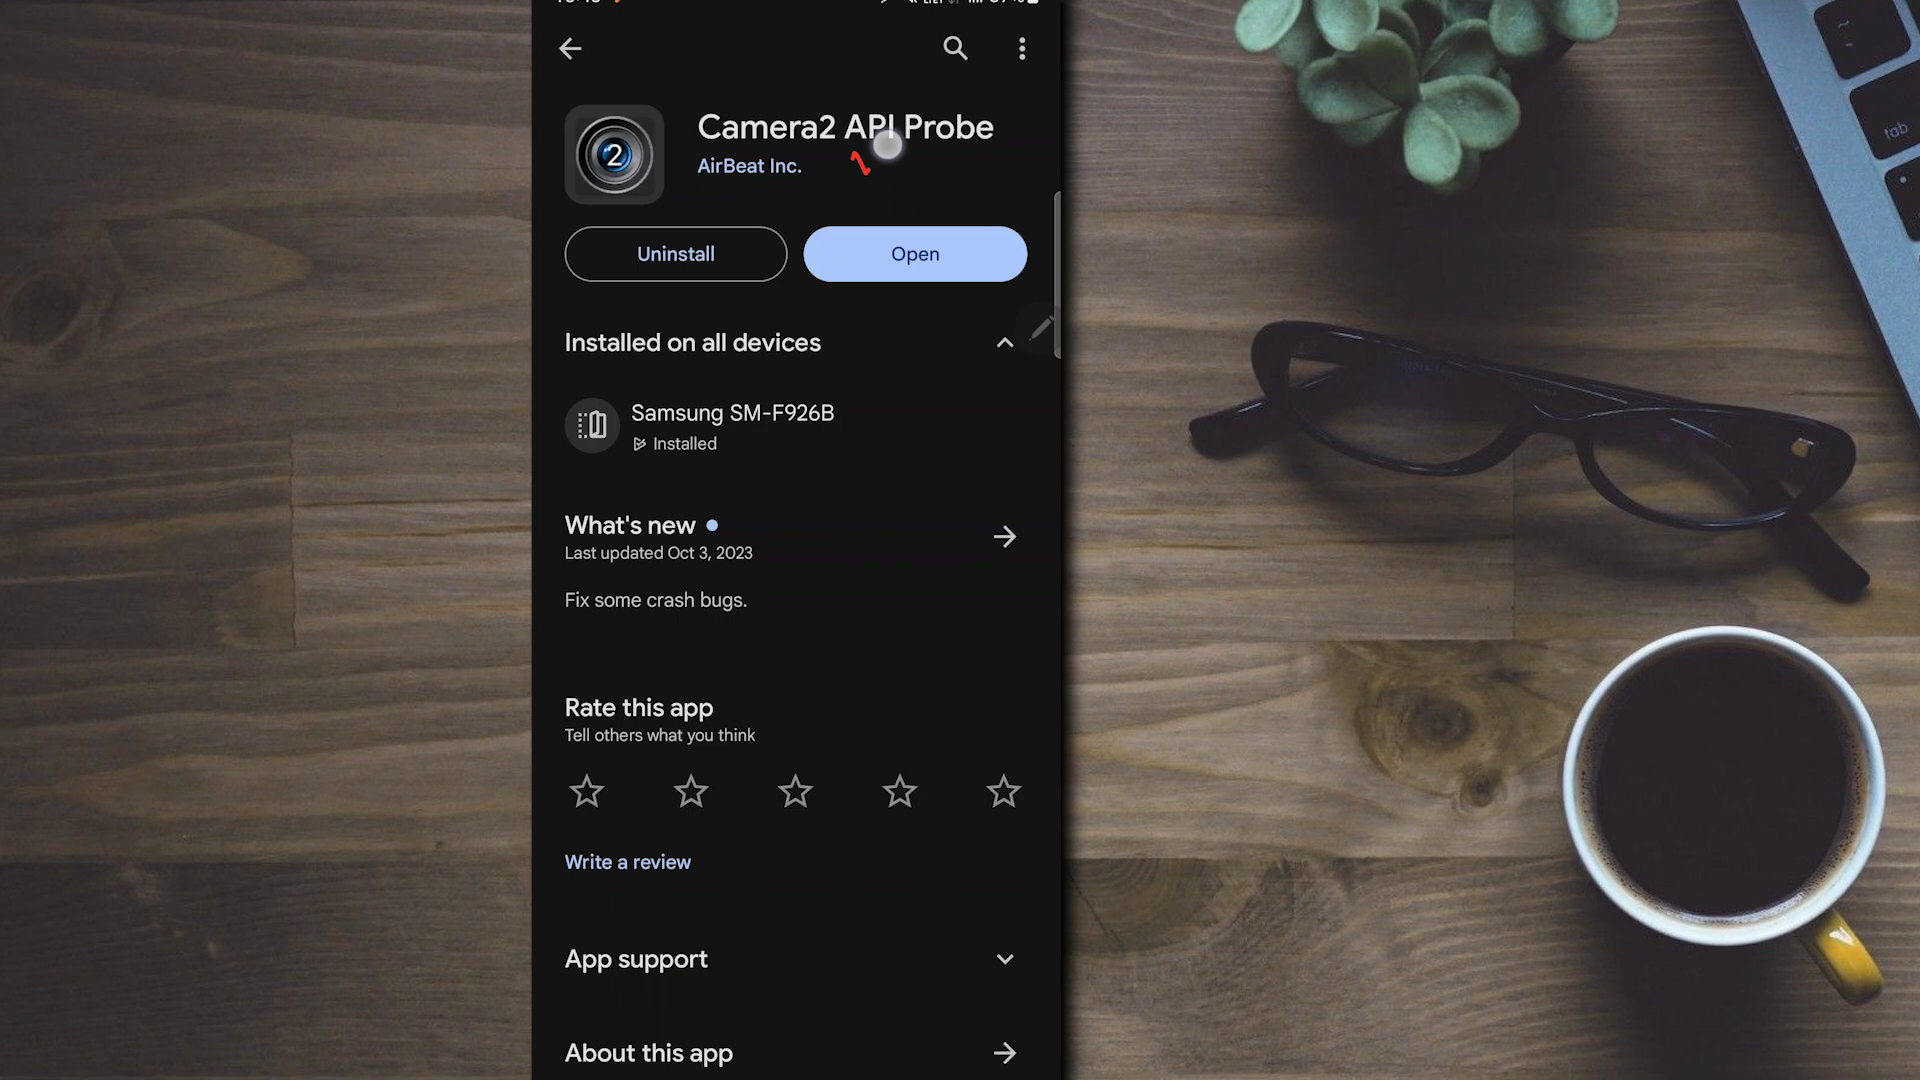 Camera2 API Probe
AirBeat Inc.
2
Uninstall
Open
Installed on all devices
Samsung SM-F926B
Installed
What's new
Last updated Oct 3, 2023
Fix some crash bugs.
Rate this app
Tell others what you think
Write a review
App support
About this app
tab